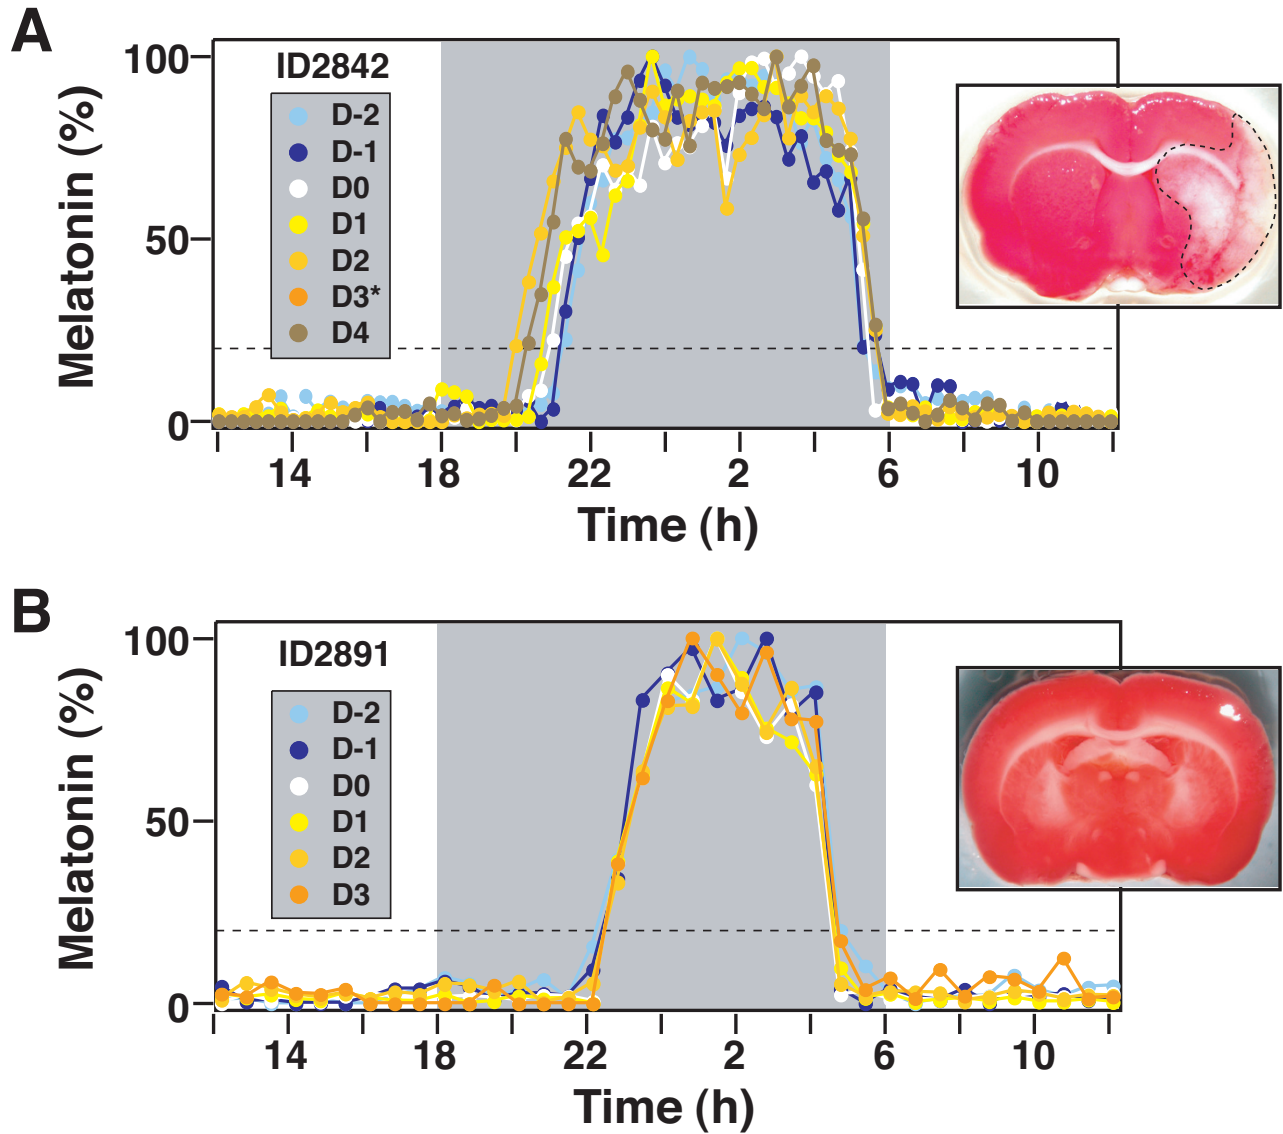 A
100
50
0
Melatonin (%)
ID2842
D-2
D-1
D0
D1
D2
D3*
D4
14 18 22 2 6 10
Time (h)
B
100
50
0
Melatonin (%)
ID2891
D-2
D-1
D0
D1
D2
D3
14 18 22 2 6 10
Time (h)